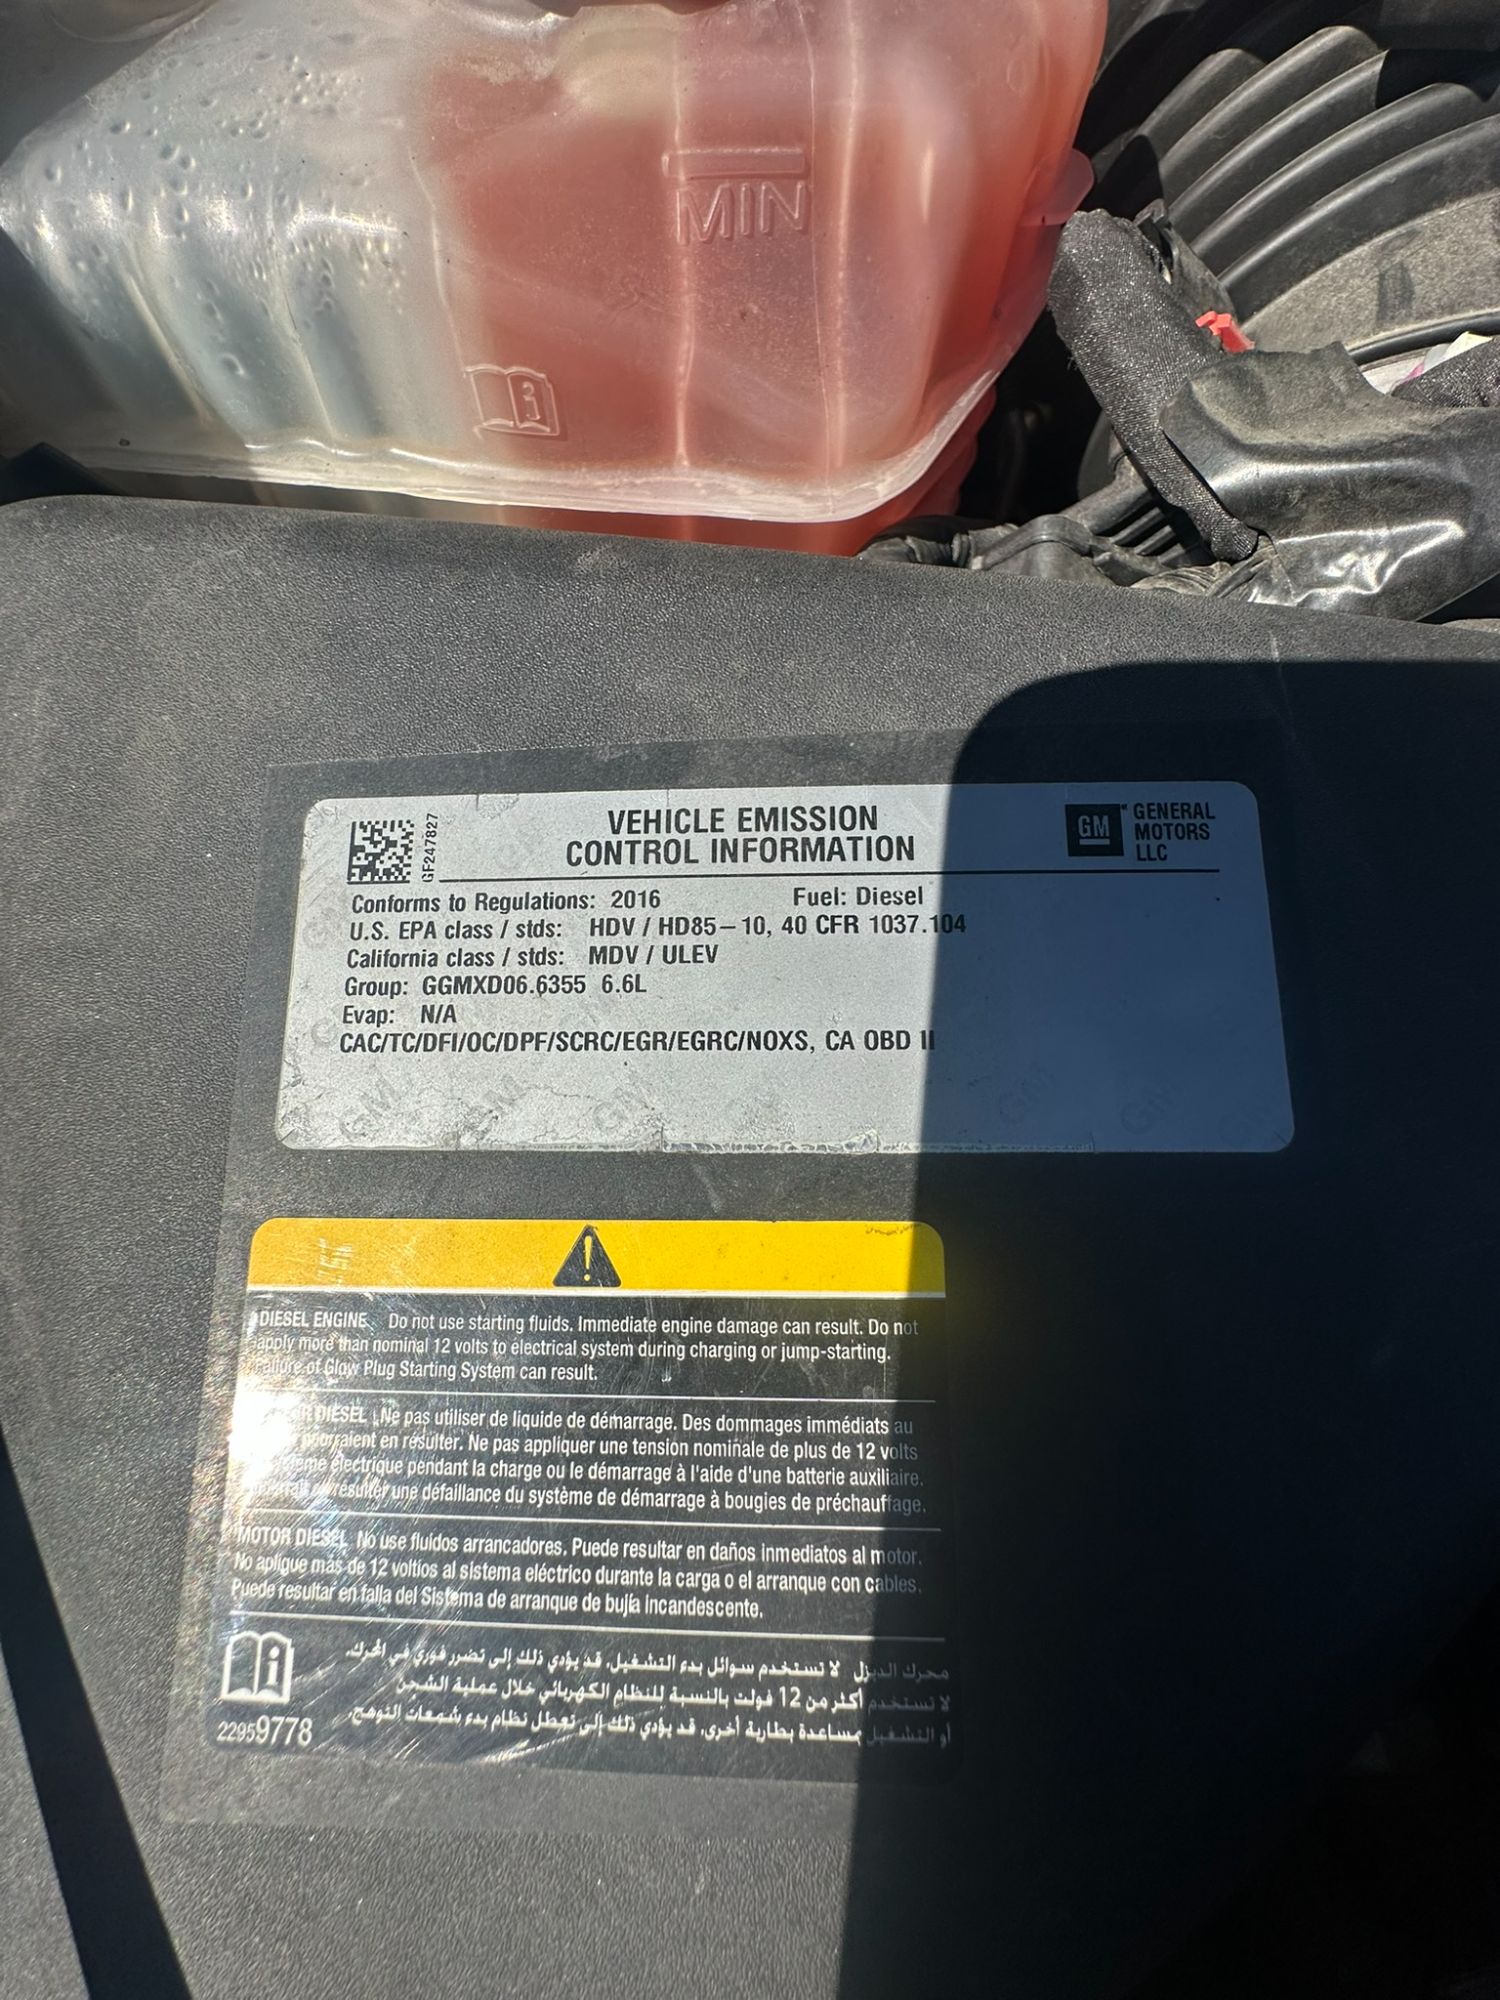 MIN
GF247827
VEHICLE EMISSION
CONTROL INFORMATION
GM
GENERAL
MOTORS
LLC
Conforms to Regulations: 2016 Fuel: Diesel
U.S. EPA class / stds: HDV / HD85-10, 40 CFR 1037.104
California class / stds: MDV / ULEV
Group: GGMXD06.6355 6.6L
Evap: N/A
CAC/TC/DFI/OC/DPF/SCRC/EGR/EGRC/NOXS, CA OBD II
DIESEL ENGINE Do not use starting fluids. Immediate engine damage can result. Do not
apply more than nominal 12 volts to electrical system during charging or jump-starting.
Failure of Glow Plug Starting System can result.
DIESEL Ne pas utiliser de liquide de démarrage. Des dommages immédiats au
pourraient en résulter. Ne pas appliquer une tension nominale de plus de 12 volts
électrique pendant la charge ou le démarrage à l'aide d'une batterie auxiliaire.
résulter une défaillance du système de démarrage à bougies de préchauffage.
MOTOR DIESEL No use fluidos arrancadores. Puede resultar en daños inmediatos al motor.
No aplique más de 12 voltios al sistema eléctrico durante la carga o el arranque con cables.
Puede resultar en falla del Sistema de arranque de bujía incandescente.
محرك الديزل لا تستخدم سوائل بدء التشغيل. قد يؤدي ذلك إلى تضرر فوري في المحرك.
لا تستخدم أكثر من 12 فولت بالنسبة للنظام الكهربائي خلال عملية الشحن
أو التشغيل بمساعدة بطارية أخرى. قد يؤدي ذلك إلى تعطل نظام بدء شمعات التوهج.
22959778